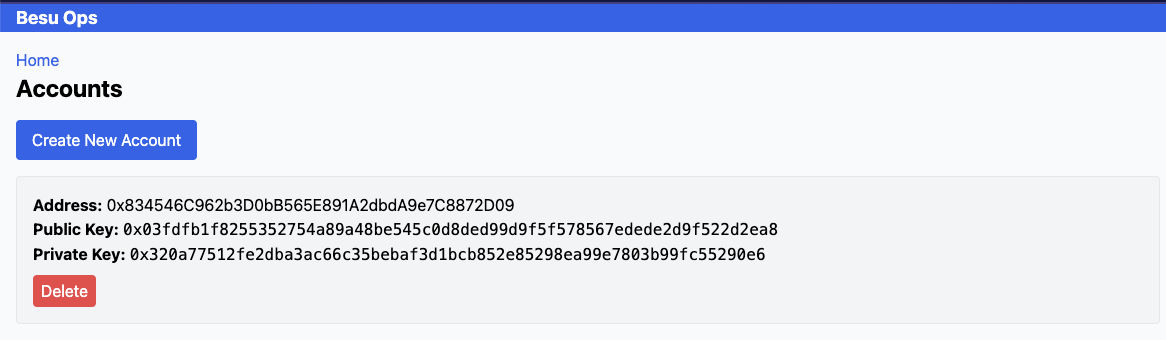 Besu Ops
Home
Accounts
Create New Account
Address: 0x834546C962b3D0bB565E891A2dbdA9e7C8872D09
Public Key: 0x03fdfb1f8255352754a89a48be545c0d8ded99d9f5f578567edede2d9f522d2ea8
Private Key: 0x320a77512fe2dba3ac66c35bebaf3d1bcb852e85298ea99e7803b99fc55290e6
Delete